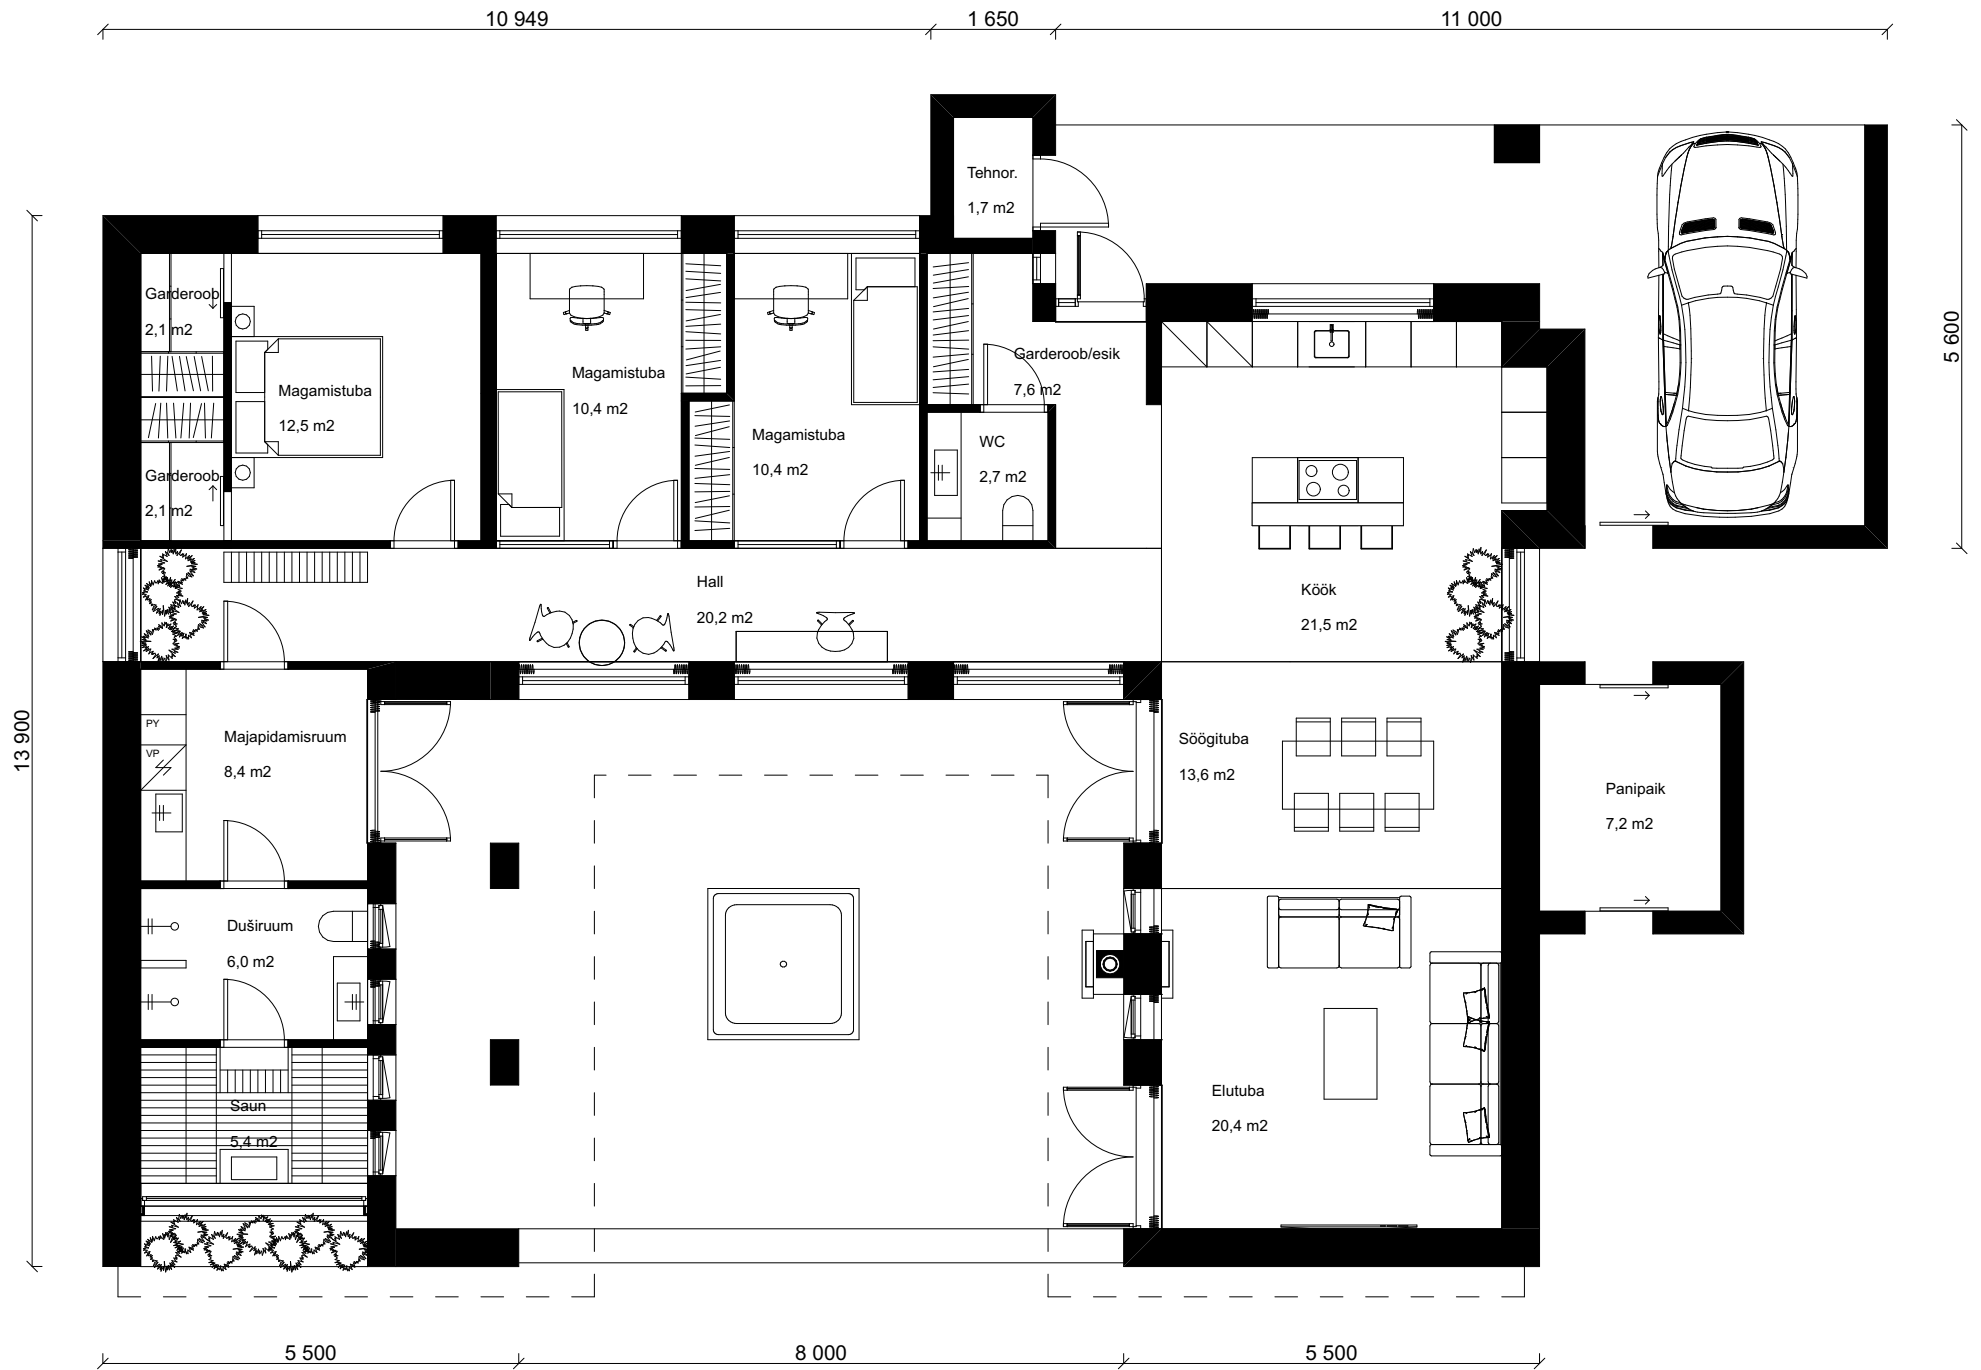 10 949
1 650
11 000
Tehnor.
1,7 m2
5 600
Garderoob
2,1 m2
Magamistuba
12,5 m2
Garderoob
2,1 m2
Magamistuba
10,4 m2
Magamistuba
10,4 m2
Garderoob/esik
7,6 m2
WC
2,7 m2
Hall
20,2 m2
Köök
21,5 m2
13 900
PY
VP
Majapidamisruum
8,4 m2
Söögituba
13,6 m2
Panipaik
7,2 m2
Duširuum
6,0 m2
Saun
5,4 m2
Elutuba
20,4 m2
5 500
8 000
5 500